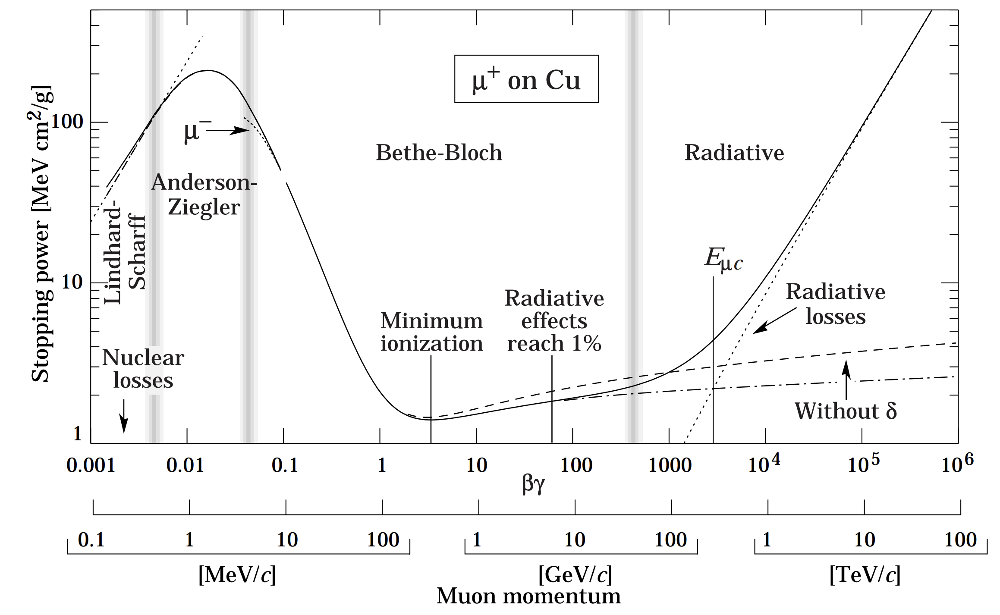 μ⁺ on Cu
Stopping power [MeV cm²/g]
100
10
1
μ⁻
Bethe-Bloch
Radiative
Anderson-
Ziegler
Lindhard-
Scharff
E_μc
Radiative
losses
Radiative
effects
reach 1%
Minimum
ionization
Nuclear
losses
Without δ
0.001 0.01 0.1 1 10 100 1000 10⁴ 10⁵ 10⁶
βγ
0.1 1 10 100 1 10 100 1 10 100
[MeV/c] [GeV/c] [TeV/c]
Muon momentum